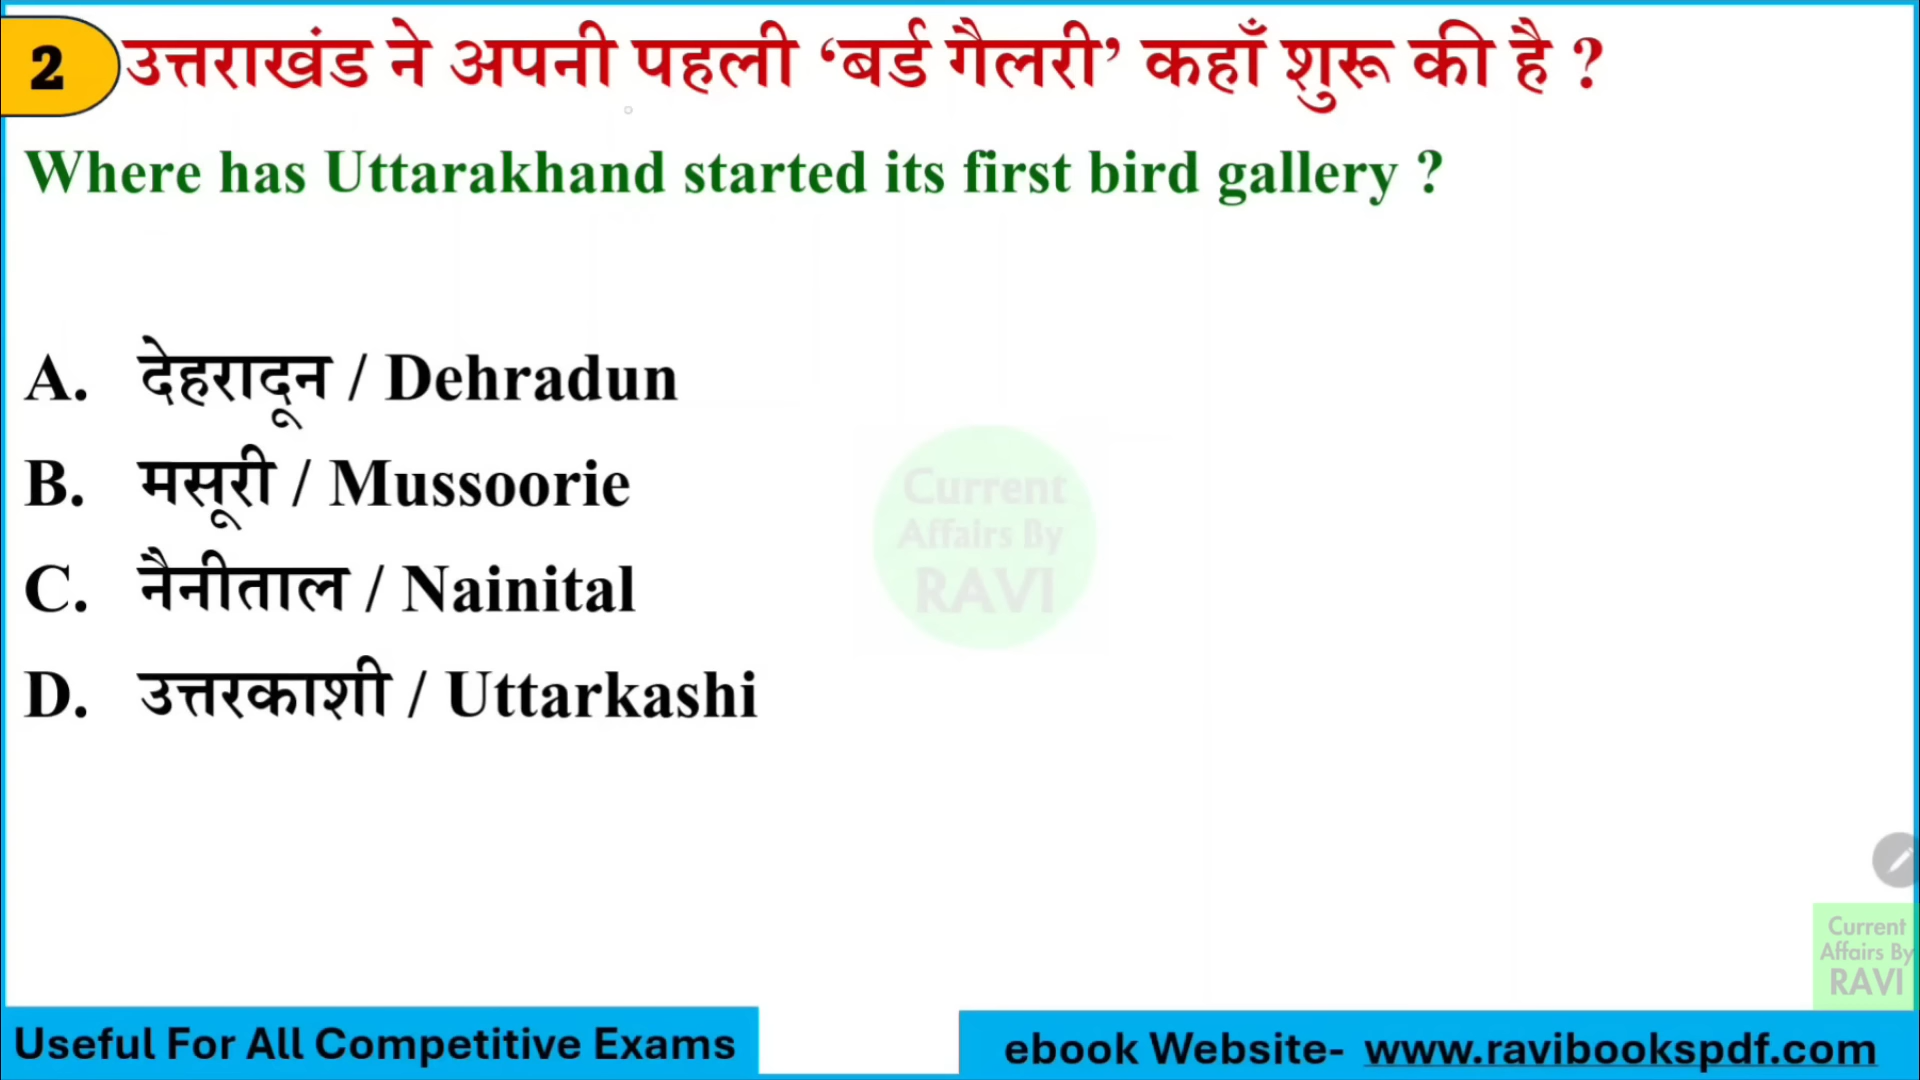 2 उत्तराखंड ने अपनी पहली ‘बर्ड गैलरी’ कहाँ शुरू की है ?
Where has Uttarakhand started its first bird gallery ?
A. देहरादून / Dehradun
B. मसूरी / Mussoorie
C. नैनीताल / Nainital
D. उत्तरकाशी / Uttarkashi
Current
Affairs By
RAVI
Current
Affairs By
RAVI
Useful For All Competitive Exams
ebook Website- www.ravibookspdf.com